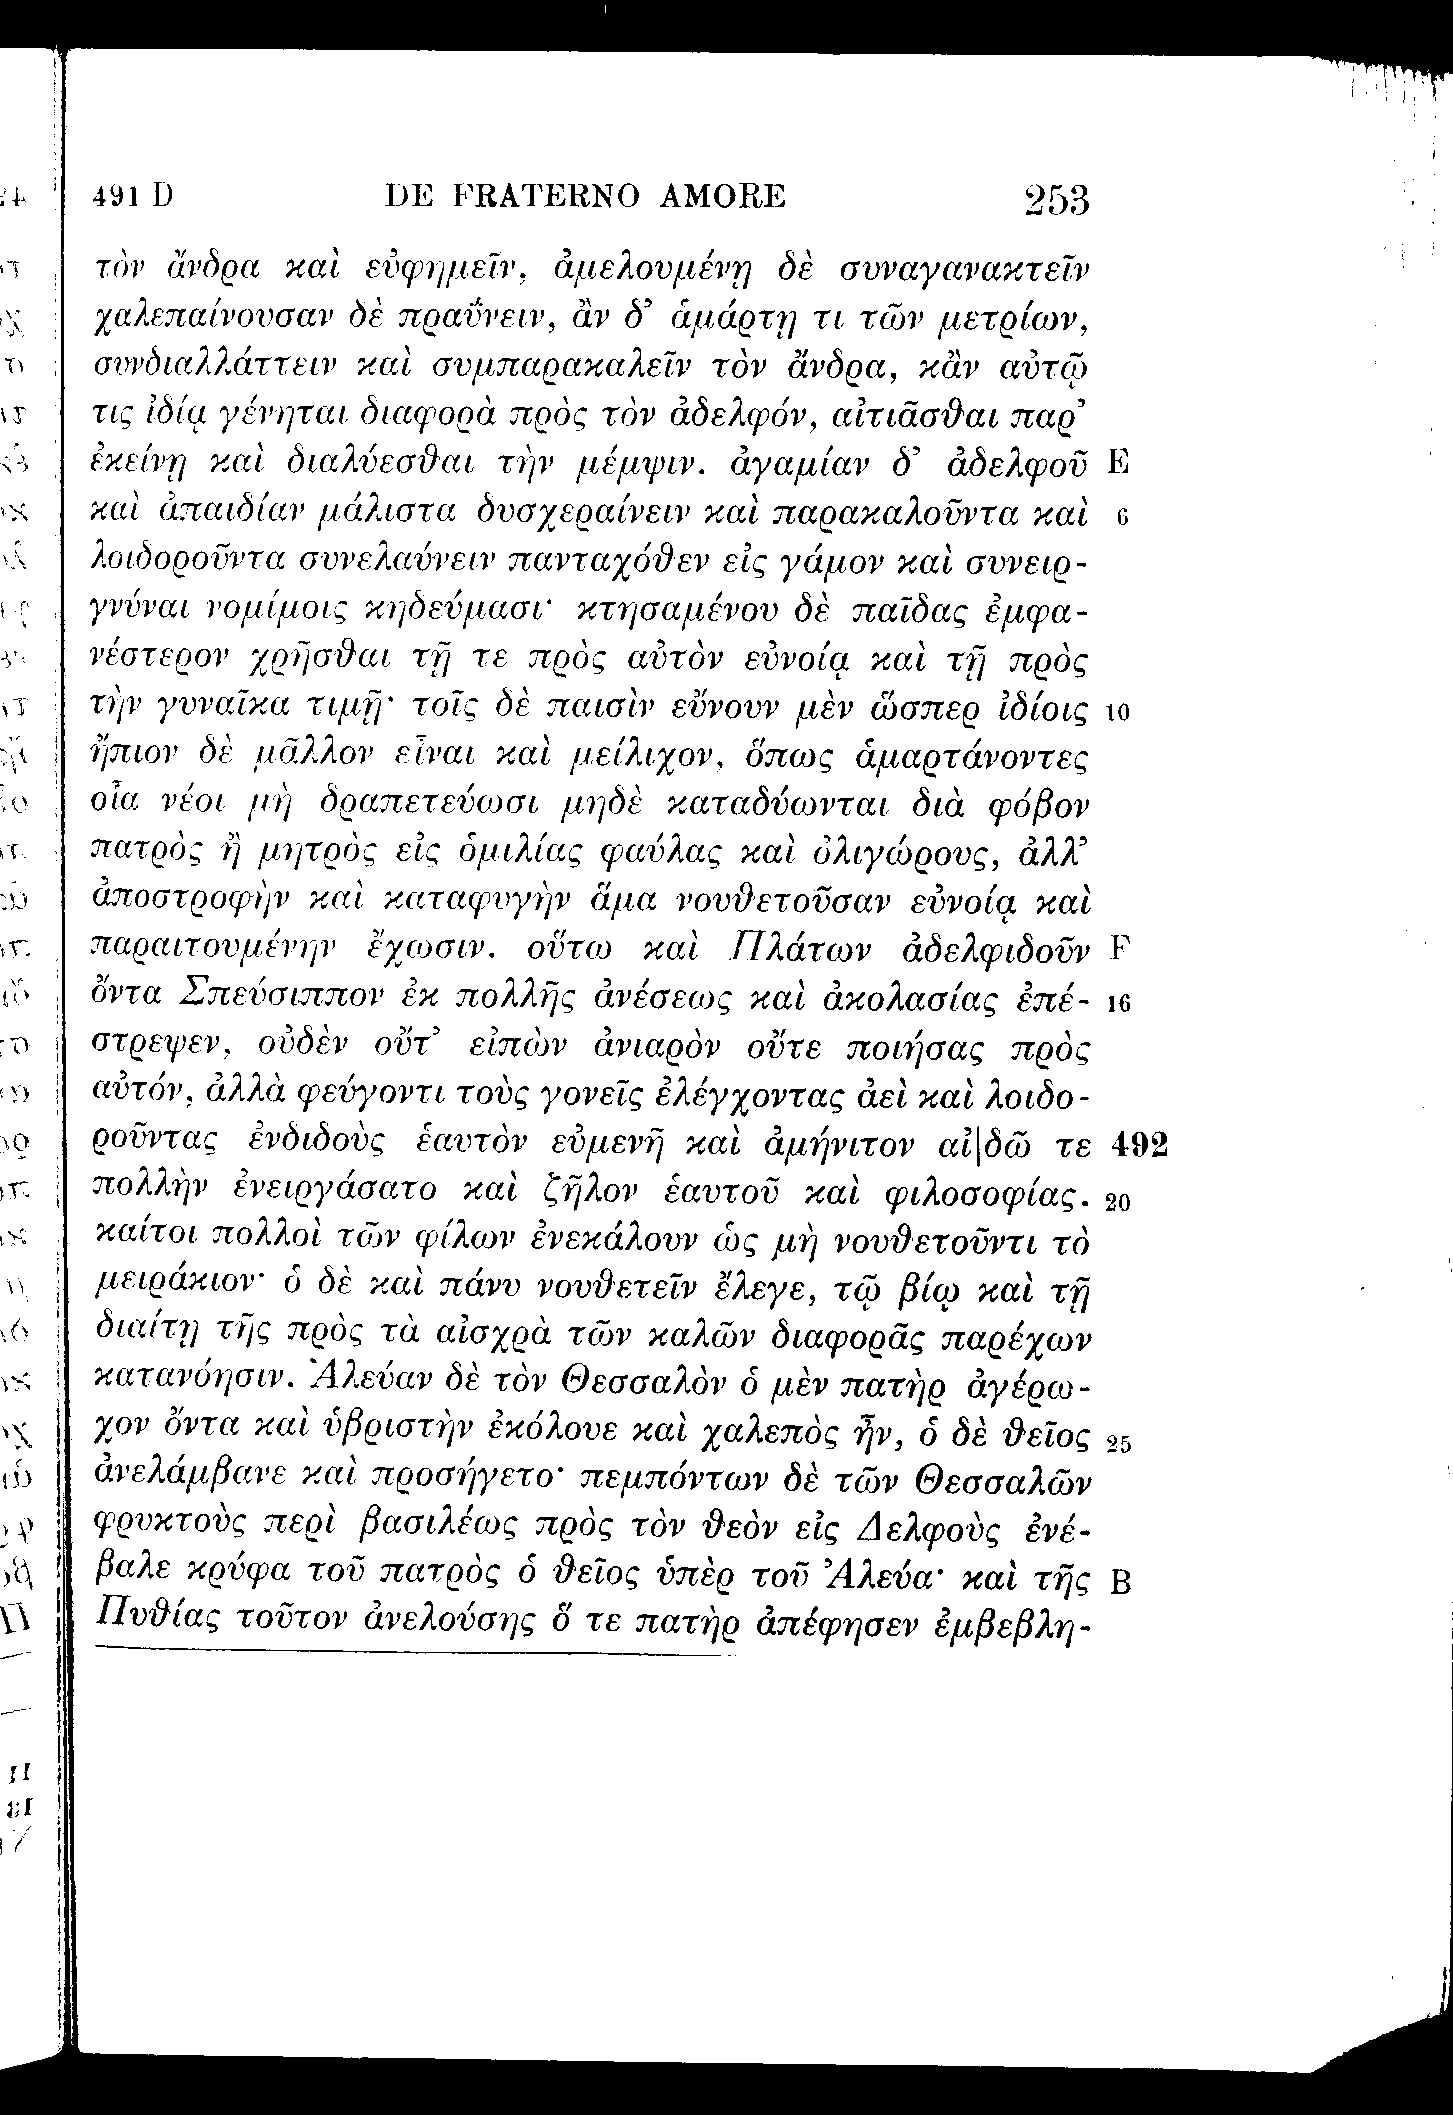 491 D DE FRATERNO AMORE 253
τὸν ἄνδρα καὶ εὐφημεῖν, ἀμελουμένῃ δὲ συναγανακτεῖν
χαλεπαίνουσαν δὲ πραΰνειν, ἂν δ’ ἁμάρτῃ τι τῶν μετρίων,
συνδιαλλάττειν καὶ συμπαρακαλεῖν τὸν ἄνδρα, κἂν αὐτῷ
τις ἰδίᾳ γένηται διαφορὰ πρὸς τὸν ἀδελφόν, αἰτιᾶσθαι παρ’
ἐκείνῃ καὶ διαλύεσθαι τὴν μέμψιν. ἀγαμίαν δ’ ἀδελφοῦ E
καὶ ἀπαιδίαν μάλιστα δυσχεραίνειν καὶ παρακαλοῦντα καὶ 6
λοιδοροῦντα συνελαύνειν πανταχόθεν εἰς γάμον καὶ συνειρ-
γνύναι νομίμοις κηδεύμασι· κτησαμένου δὲ παῖδας ἐμφα-
νέστερον χρῆσθαι τῇ τε πρὸς αὐτὸν εὐνοίᾳ καὶ τῇ πρὸς
τὴν γυναῖκα τιμῇ· τοῖς δὲ παισὶν εὔνουν μὲν ὥσπερ ἰδίοις 10
ἤπιον δὲ μᾶλλον εἶναι καὶ μείλιχον, ὅπως ἁμαρτάνοντες
οἷα νέοι μὴ δραπετεύωσι μηδὲ καταδύωνται διὰ φόβον
πατρὸς ἢ μητρὸς εἰς ὁμιλίας φαύλας καὶ ὀλιγώρους, ἀλλ’
ἀποστροφὴν καὶ καταφυγὴν ἅμα νουθετοῦσαν εὐνοίᾳ καὶ
παραιτουμένην ἔχωσιν. οὕτω καὶ Πλάτων ἀδελφιδοῦν F
ὄντα Σπεύσιππον ἐκ πολλῆς ἀνέσεως καὶ ἀκολασίας ἐπέ- 16
στρεψεν, οὐδὲν οὔτ’ εἰπὼν ἀνιαρὸν οὔτε ποιήσας πρὸς
αὐτόν, ἀλλὰ φεύγοντι τοὺς γονεῖς ἐλέγχοντας ἀεὶ καὶ λοιδο-
ροῦντας ἐνδιδοὺς ἑαυτὸν εὐμενῆ καὶ ἀμήνιτον αἰ|δῶ τε 492
πολλὴν ἐνειργάσατο καὶ ζῆλον ἑαυτοῦ καὶ φιλοσοφίας. 20
καίτοι πολλοὶ τῶν φίλων ἐνεκάλουν ὡς μὴ νουθετοῦντι τὸ
μειράκιον· ὁ δὲ καὶ πάνυ νουθετεῖν ἔλεγε, τῷ βίῳ καὶ τῇ
διαίτῃ τῆς πρὸς τὰ αἰσχρὰ τῶν καλῶν διαφορᾶς παρέχων
κατανόησιν. Ἀλεύαν δὲ τὸν Θεσσαλὸν ὁ μὲν πατὴρ ἀγέρω-
χον ὄντα καὶ ὑβριστὴν ἐκόλουε καὶ χαλεπὸς ἦν, ὁ δὲ θεῖος 25
ἀνελάμβανε καὶ προσήγετο· πεμπόντων δὲ τῶν Θεσσαλῶν
φρυκτοὺς περὶ βασιλέως πρὸς τὸν θεὸν εἰς Δελφοὺς ἐνέ-
βαλε κρύφα τοῦ πατρὸς ὁ θεῖος ὑπὲρ τοῦ Ἀλεύα· καὶ τῆς B
Πυθίας τοῦτον ἀνελούσης ὅ τε πατὴρ ἀπέφησεν ἐμβεβλη-